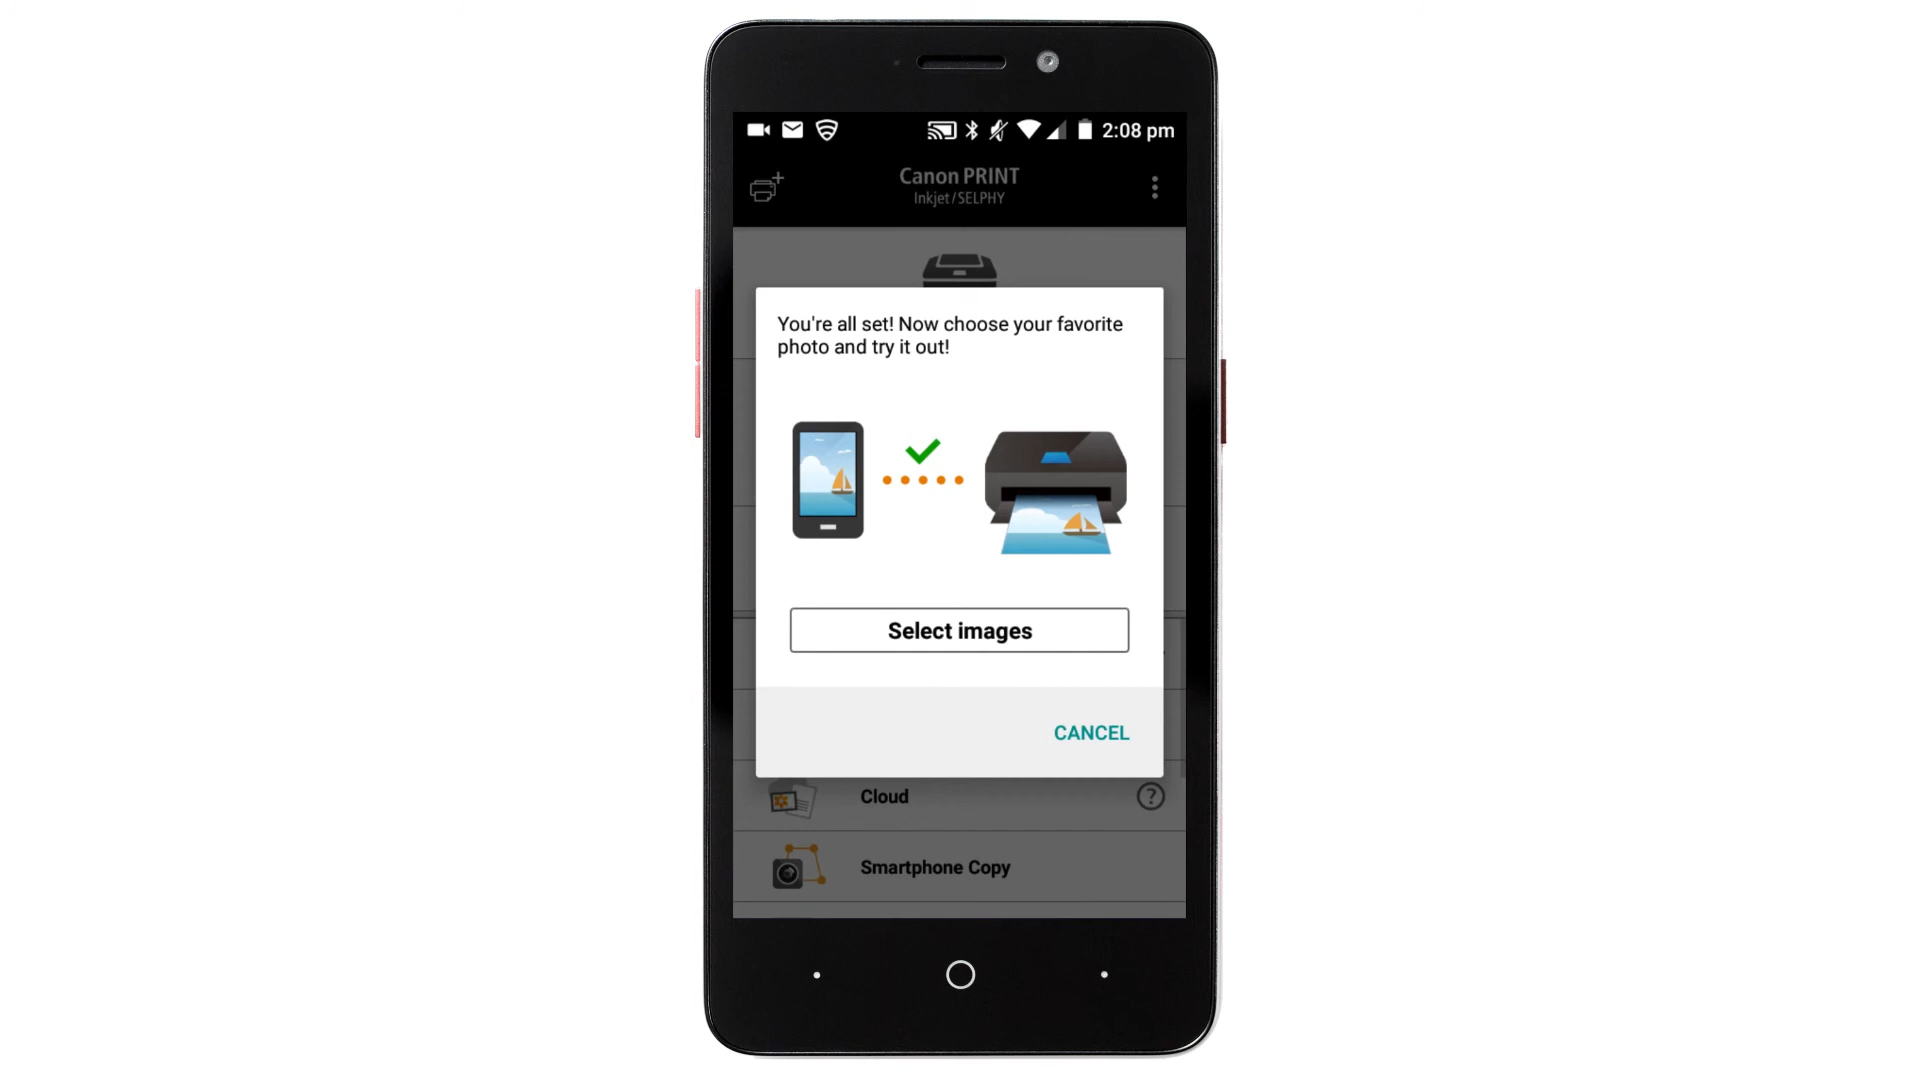 2:08 pm
Canon PRINT
Inkjet/SELPHY
You're all set! Now choose your favorite
photo and try it out!
Select images
CANCEL
Cloud
?
Smartphone Copy